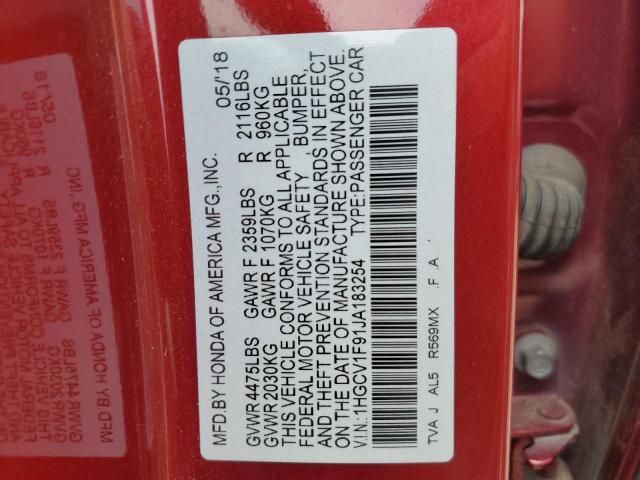 MFD.BY HONDA OF AMERICA MFG.,INC. 05/'18
GVWR 4475LBS GAWR F 2359LBS R 2116LBS
GVWR 2030KG GAWR F 1070KG R 960KG
THIS VEHICLE CONFORMS TO ALL APPLICABLE
FEDERAL MOTOR VEHICLE SAFETY, BUMPER,
AND THEFT PREVENTION STANDARDS IN EFFECT
ON THE DATE OF MANUFACTURE SHOWN ABOVE.
V.I.N.:1HGCV1F91JA183254 TYPE:PASSENGER CAR
TVA J AL5 R569MX .F .A